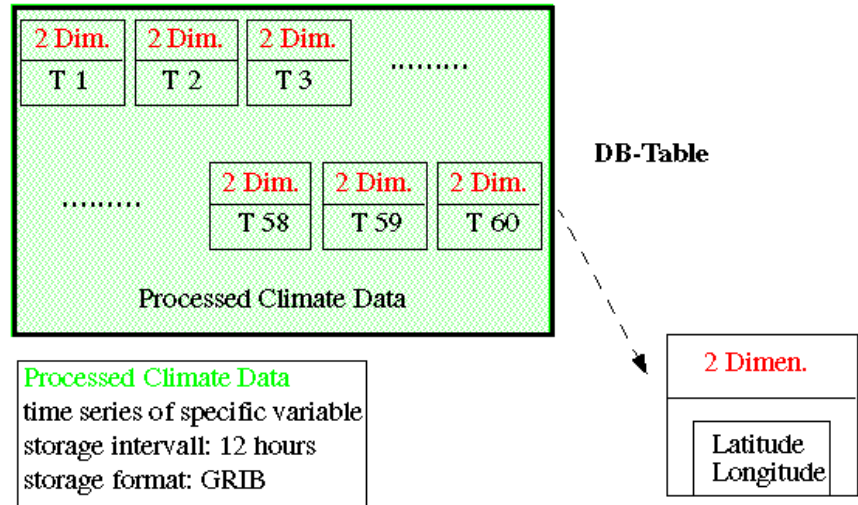 2 Dim. 2 Dim. 2 Dim.
T 1 T 2 T 3 .........
DB-Table
......... 2 Dim. 2 Dim. 2 Dim.
T 58 T 59 T 60
Processed Climate Data
2 Dimen.
Latitude
Longitude
Processed Climate Data
time series of specific variable
storage intervall: 12 hours
storage format: GRIB